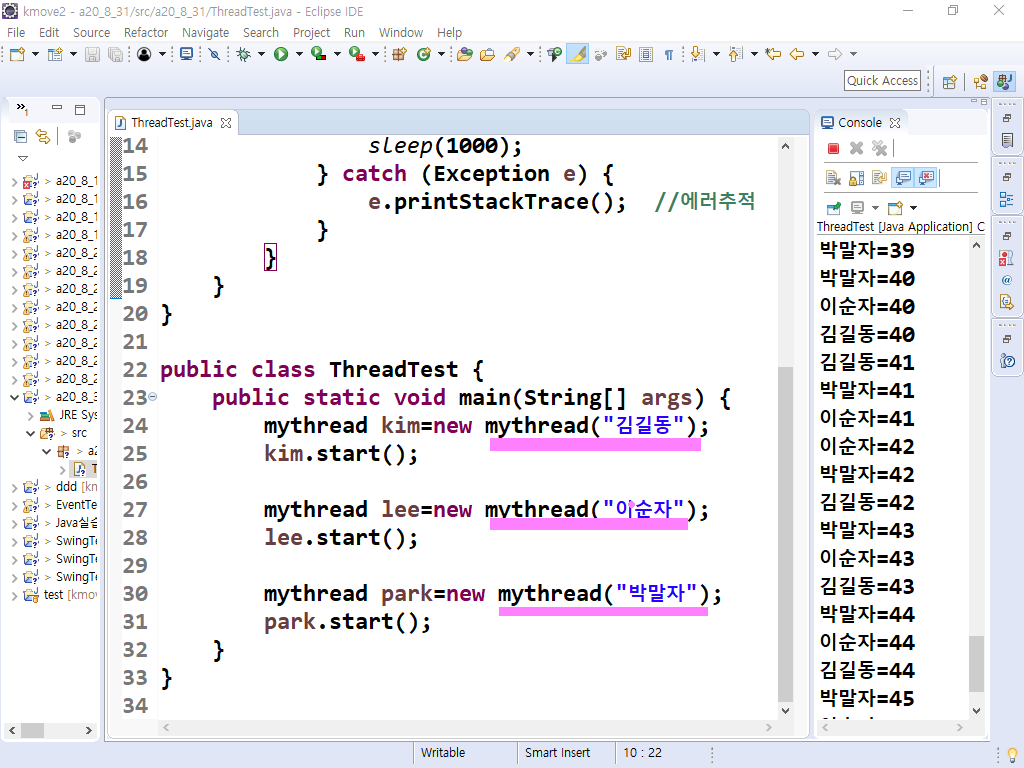 kmove2 - a20_8_31/src/a20_8_31/ThreadTest.java - Eclipse IDE
File Edit Source Refactor Navigate Search Project Run Window Help
Quick Access
»1
> a20_8_1
> a20_8_1
> a20_8_1
> a20_8_1
> a20_8_2
> a20_8_2
> a20_8_2
> a20_8_2
> a20_8_2
> a20_8_2
> a20_8_2
> a20_8_2
> a20_8_3
JRE Sys
> src
> a2
T
> ddd [km
> EventTe
> Java실습
> SwingTe
> SwingTe
> SwingTe
test [kmov
ThreadTest.java
14 sleep(1000);
15 } catch (Exception e) {
16 e.printStackTrace(); //에러추적
17 }
18 }
19 }
20 }
21
22 public class ThreadTest {
23 public static void main(String[] args) {
24 mythread kim=new mythread("김길동");
25 kim.start();
26
27 mythread lee=new mythread("이순자");
28 lee.start();
29
30 mythread park=new mythread("박말자");
31 park.start();
32 }
33 }
34
Console
ThreadTest [Java Application] C
박말자=39
박말자=40
이순자=40
김길동=40
김길동=41
박말자=41
이순자=41
이순자=42
박말자=42
김길동=42
박말자=43
이순자=43
김길동=43
박말자=44
이순자=44
김길동=44
박말자=45
Writable
Smart Insert
10 : 22